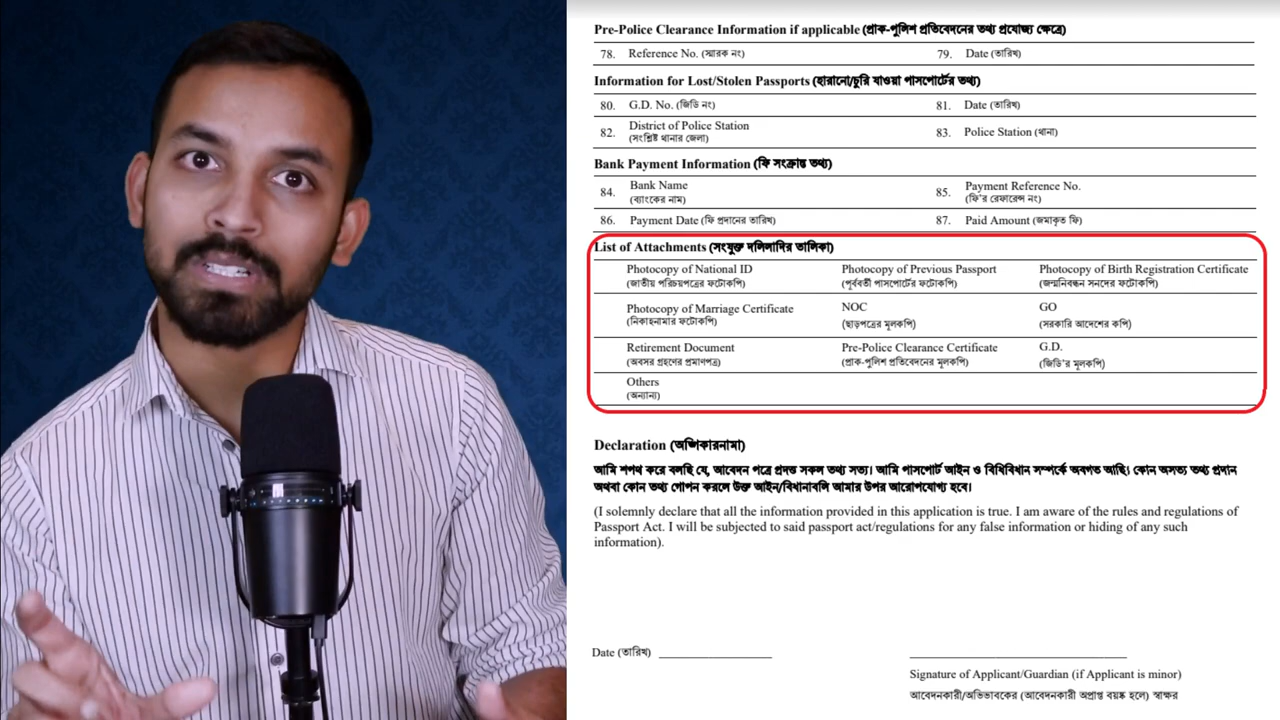 Pre-Police Clearance Information if applicable (প্রাক-পুলিশ প্রতিবেদনের তথ্য প্রযোজ্য ক্ষেত্রে)
78. Reference No. (স্মারক নং) 79. Date (তারিখ)
Information for Lost/Stolen Passports (হারানো/চুরি যাওয়া পাসপোর্টের তথ্য)
80. G.D. No. (জিডি নং) 81. Date (তারিখ)
82. District of Police Station 83. Police Station (থানা)
(সংশ্লিষ্ট থানার জেলা)
Bank Payment Information (ফি সংক্রান্ত তথ্য)
84. Bank Name 85. Payment Reference No.
(ব্যাংকের নাম) (ফি'র রেফারেন্স নং)
86. Payment Date (ফি প্রদানের তারিখ) 87. Paid Amount (জমাকৃত ফি)
List of Attachments (সংযুক্ত দলিলাদির তালিকা)
Photocopy of National ID Photocopy of Previous Passport Photocopy of Birth Registration Certificate
(জাতীয় পরিচয়পত্রের ফটোকপি) (পূর্ববর্তী পাসপোর্টের ফটোকপি) (জন্মনিবন্ধন সনদের ফটোকপি)
Photocopy of Marriage Certificate NOC GO
(নিকাহনামার ফটোকপি) (ছাড়পত্রের মূলকপি) (সরকারি আদেশের কপি)
Retirement Document Pre-Police Clearance Certificate G.D.
(অবসর গ্রহণের প্রমাণপত্র) (প্রাক-পুলিশ প্রতিবেদনের মূলকপি) (জিডি'র মূলকপি)
Others
(অন্যান্য)
Declaration (অঙ্গিকারনামা)
আমি শপথ করে বলছি যে, আবেদন পত্রে প্রদত্ত সকল তথ্য সত্য। আমি পাসপোর্ট আইন ও বিধিবিধান সম্পর্কে অবগত আছি। কোন অসত্য তথ্য প্রদান
অথবা কোন তথ্য গোপন করলে উক্ত আইন/বিধানাবলি আমার উপর আরোপযোগ্য হবে।
(I solemnly declare that all the information provided in this application is true. I am aware of the rules and regulations of
Passport Act. I will be subjected to said passport act/regulations for any false information or hiding of any such
information).
Date (তারিখ) ____________________
Signature of Applicant/Guardian (if Applicant is minor)
আবেদনকারী/অভিভাবকের (আবেদনকারী অপ্রাপ্ত বয়স্ক হলে) স্বাক্ষর